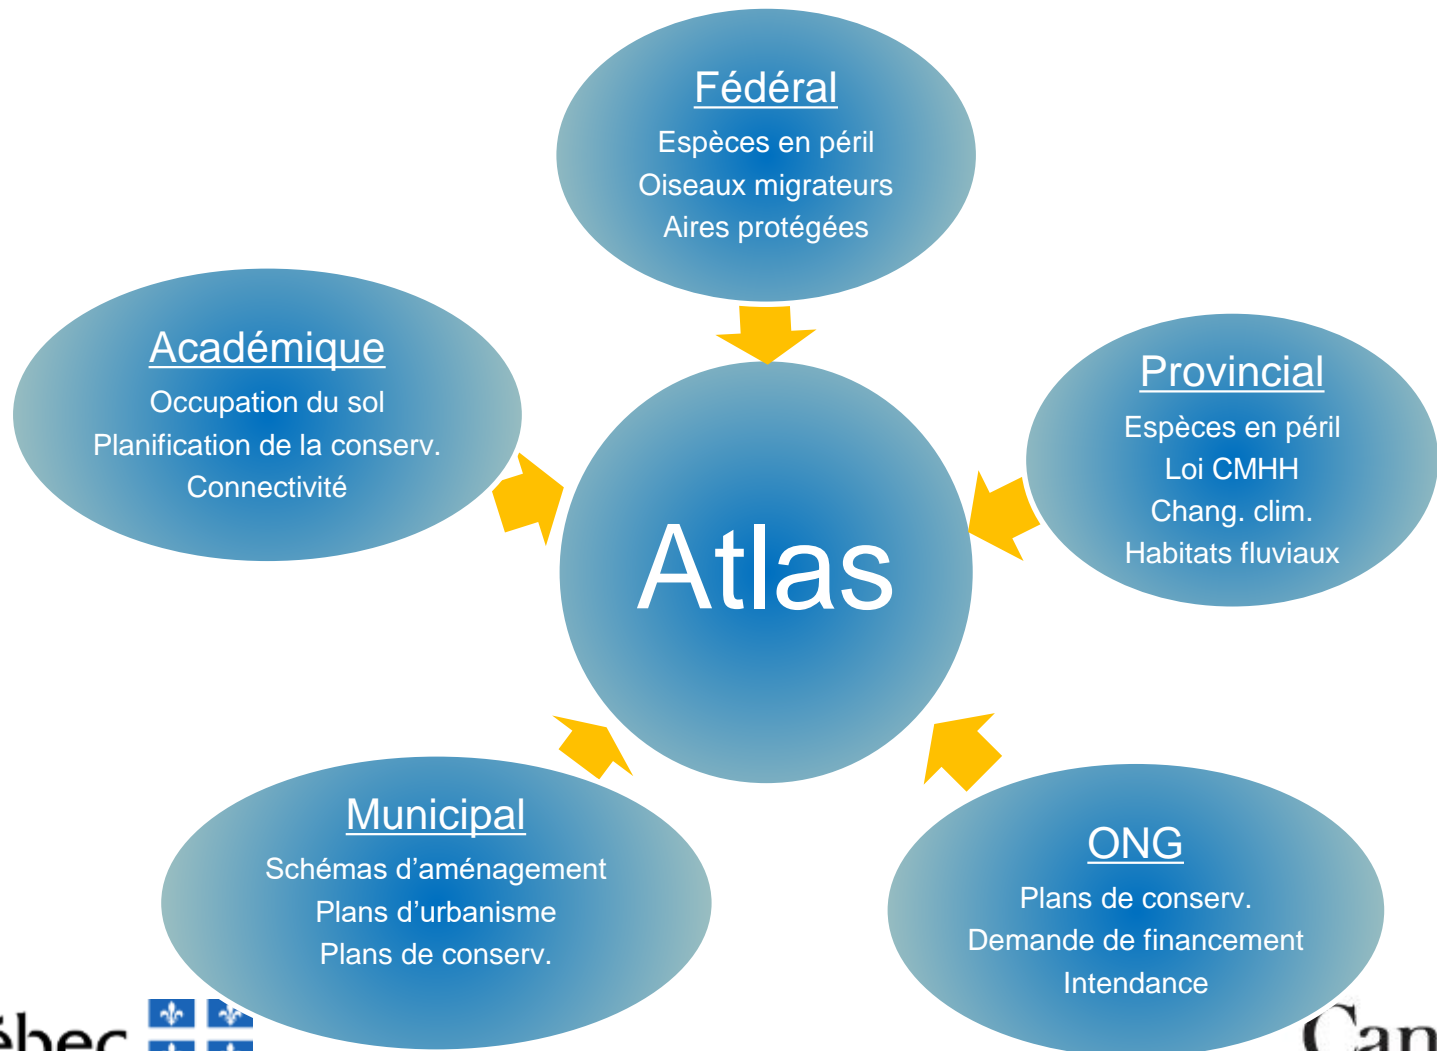 Fédéral
Espèces en péril
Oiseaux migrateurs
Aires protégées
Académique
Occupation du sol
Planification de la conserv.
Connectivité
Provincial
Espèces en péril
Loi CMHH
Chang. clim.
Habitats fluviaux
Atlas
Municipal
Schémas d’aménagement
Plans d’urbanisme
Plans de conserv.
ONG
Plans de conserv.
Demande de financement
Intendance
ébec
Can